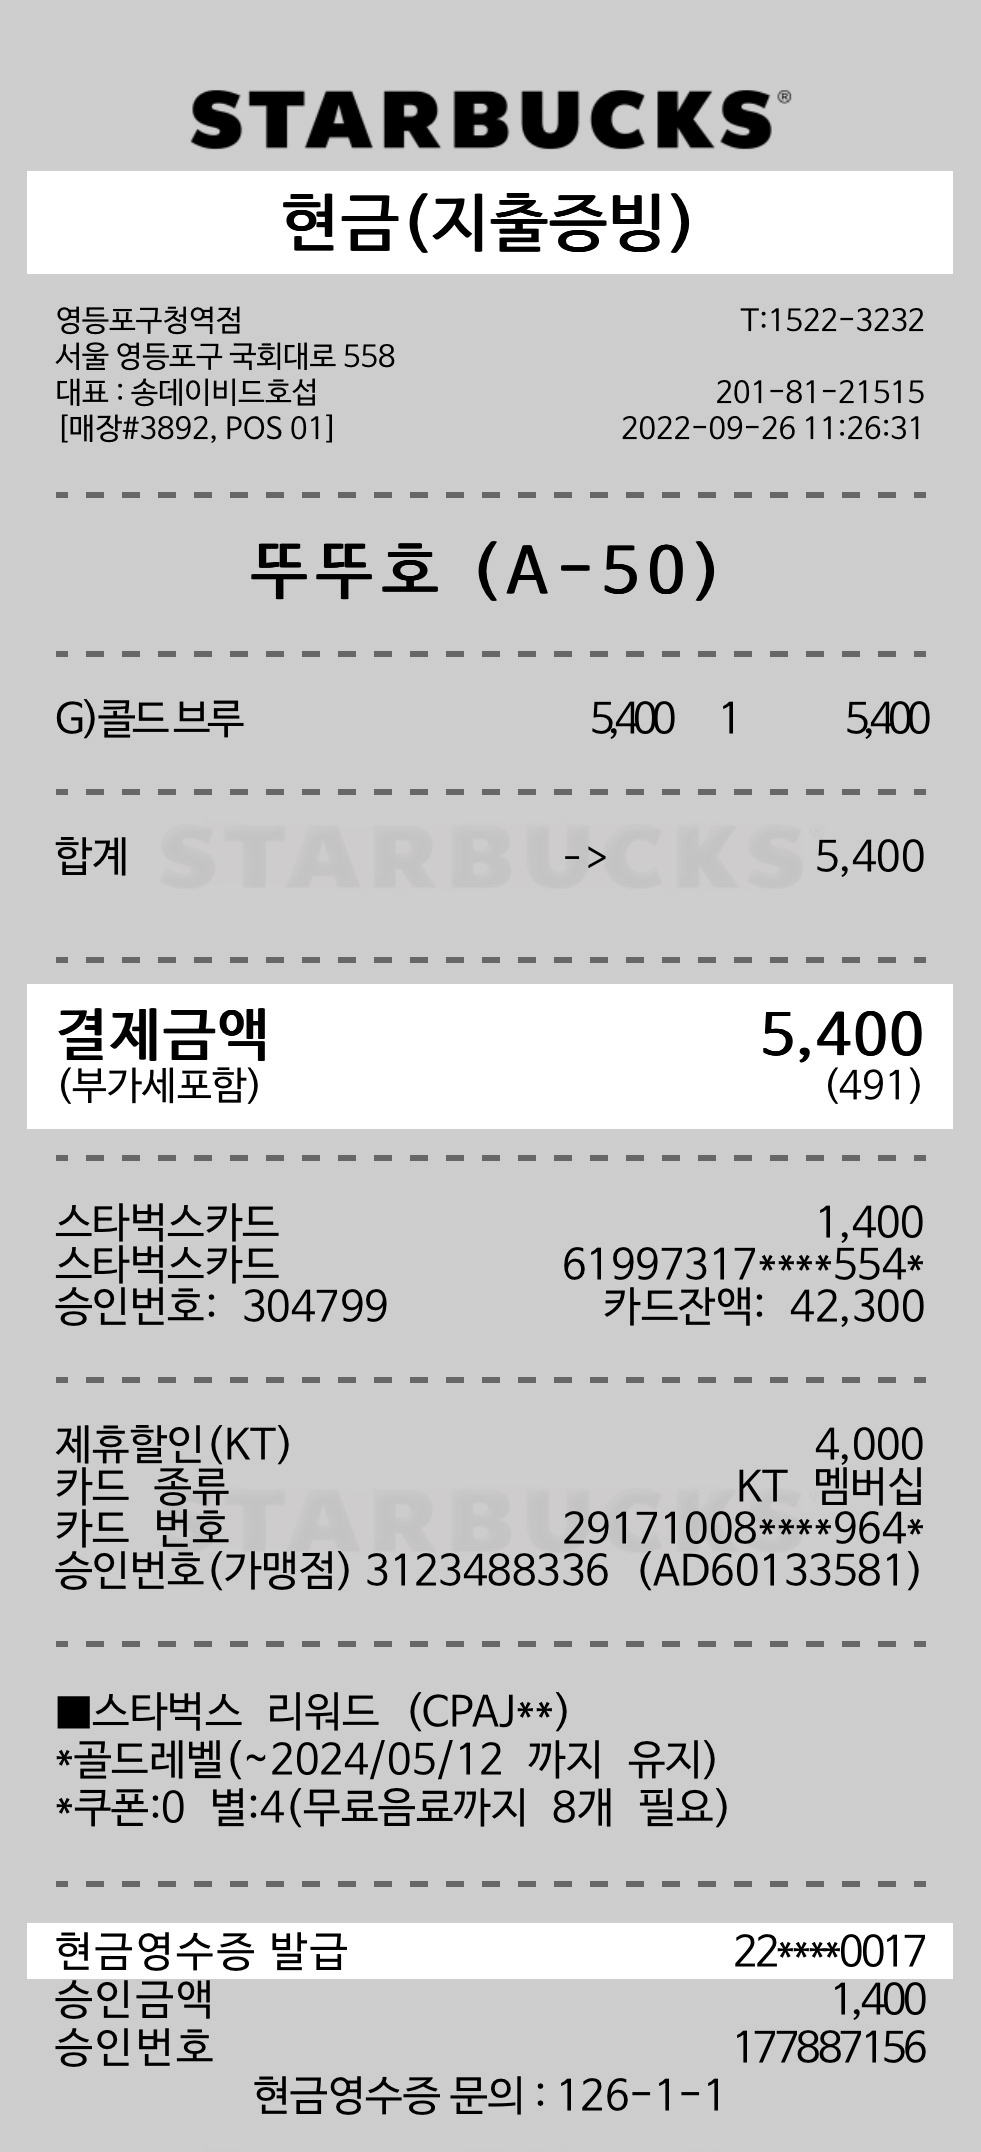 STARBUCKS®
현금(지출증빙)
영등포구청역점 T:1522-3232
서울 영등포구 국회대로 558
대표 : 송데이비드호섭 201-81-21515
[매장#3892, POS 01] 2022-09-26 11:26:31
뚜뚜호 (A-50)
G)콜드 브루 5,400 1 5,400
STARBUCKS
합계 -> 5,400
결제금액 5,400
(부가세포함) (491)
스타벅스카드 1,400
스타벅스카드 61997317****554*
승인번호: 304799 카드잔액: 42,300
제휴할인(KT) 4,000
카드 종류 KT 멤버십
STARBUCKS
카드 번호 29171008****964*
승인번호(가맹점) 3123488336 (AD60133581)
■스타벅스 리워드 (CPAJ**)
*골드레벨(~2024/05/12 까지 유지)
*쿠폰:0 별:4(무료음료까지 8개 필요)
현금영수증 발급 22****0017
승인금액 1,400
승인번호 177887156
현금영수증 문의 : 126-1-1